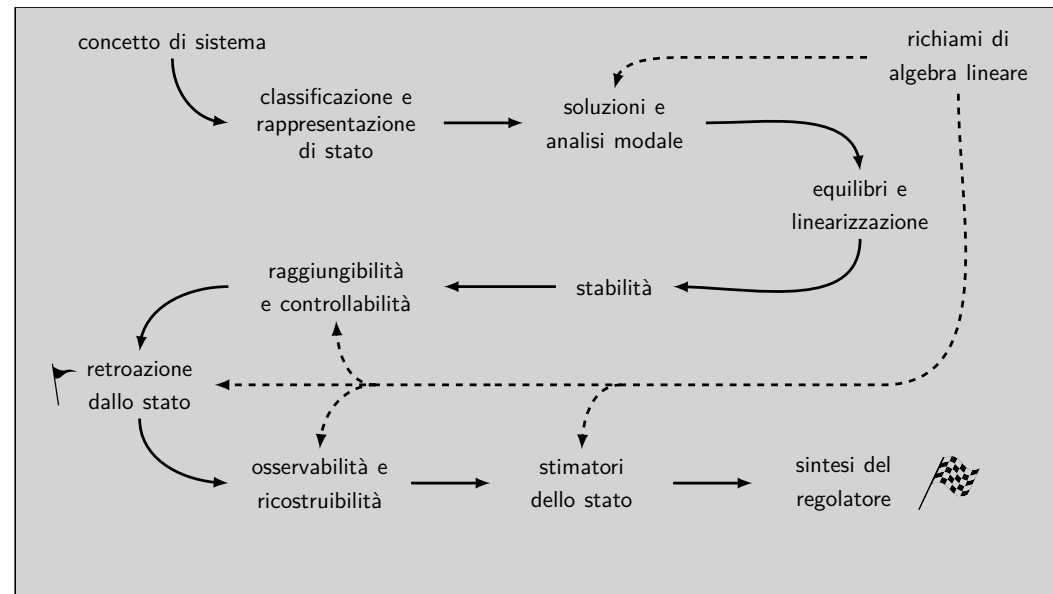 concetto di sistema
richiami di
algebra lineare
classificazione e
rappresentazione
di stato
soluzioni e
analisi modale
equilibri e
linearizzazione
stabilità
raggiungibilità
e controllabilità
retroazione
dallo stato
osservabilità e
ricostruibilità
stimatori
dello stato
sintesi del
regolatore